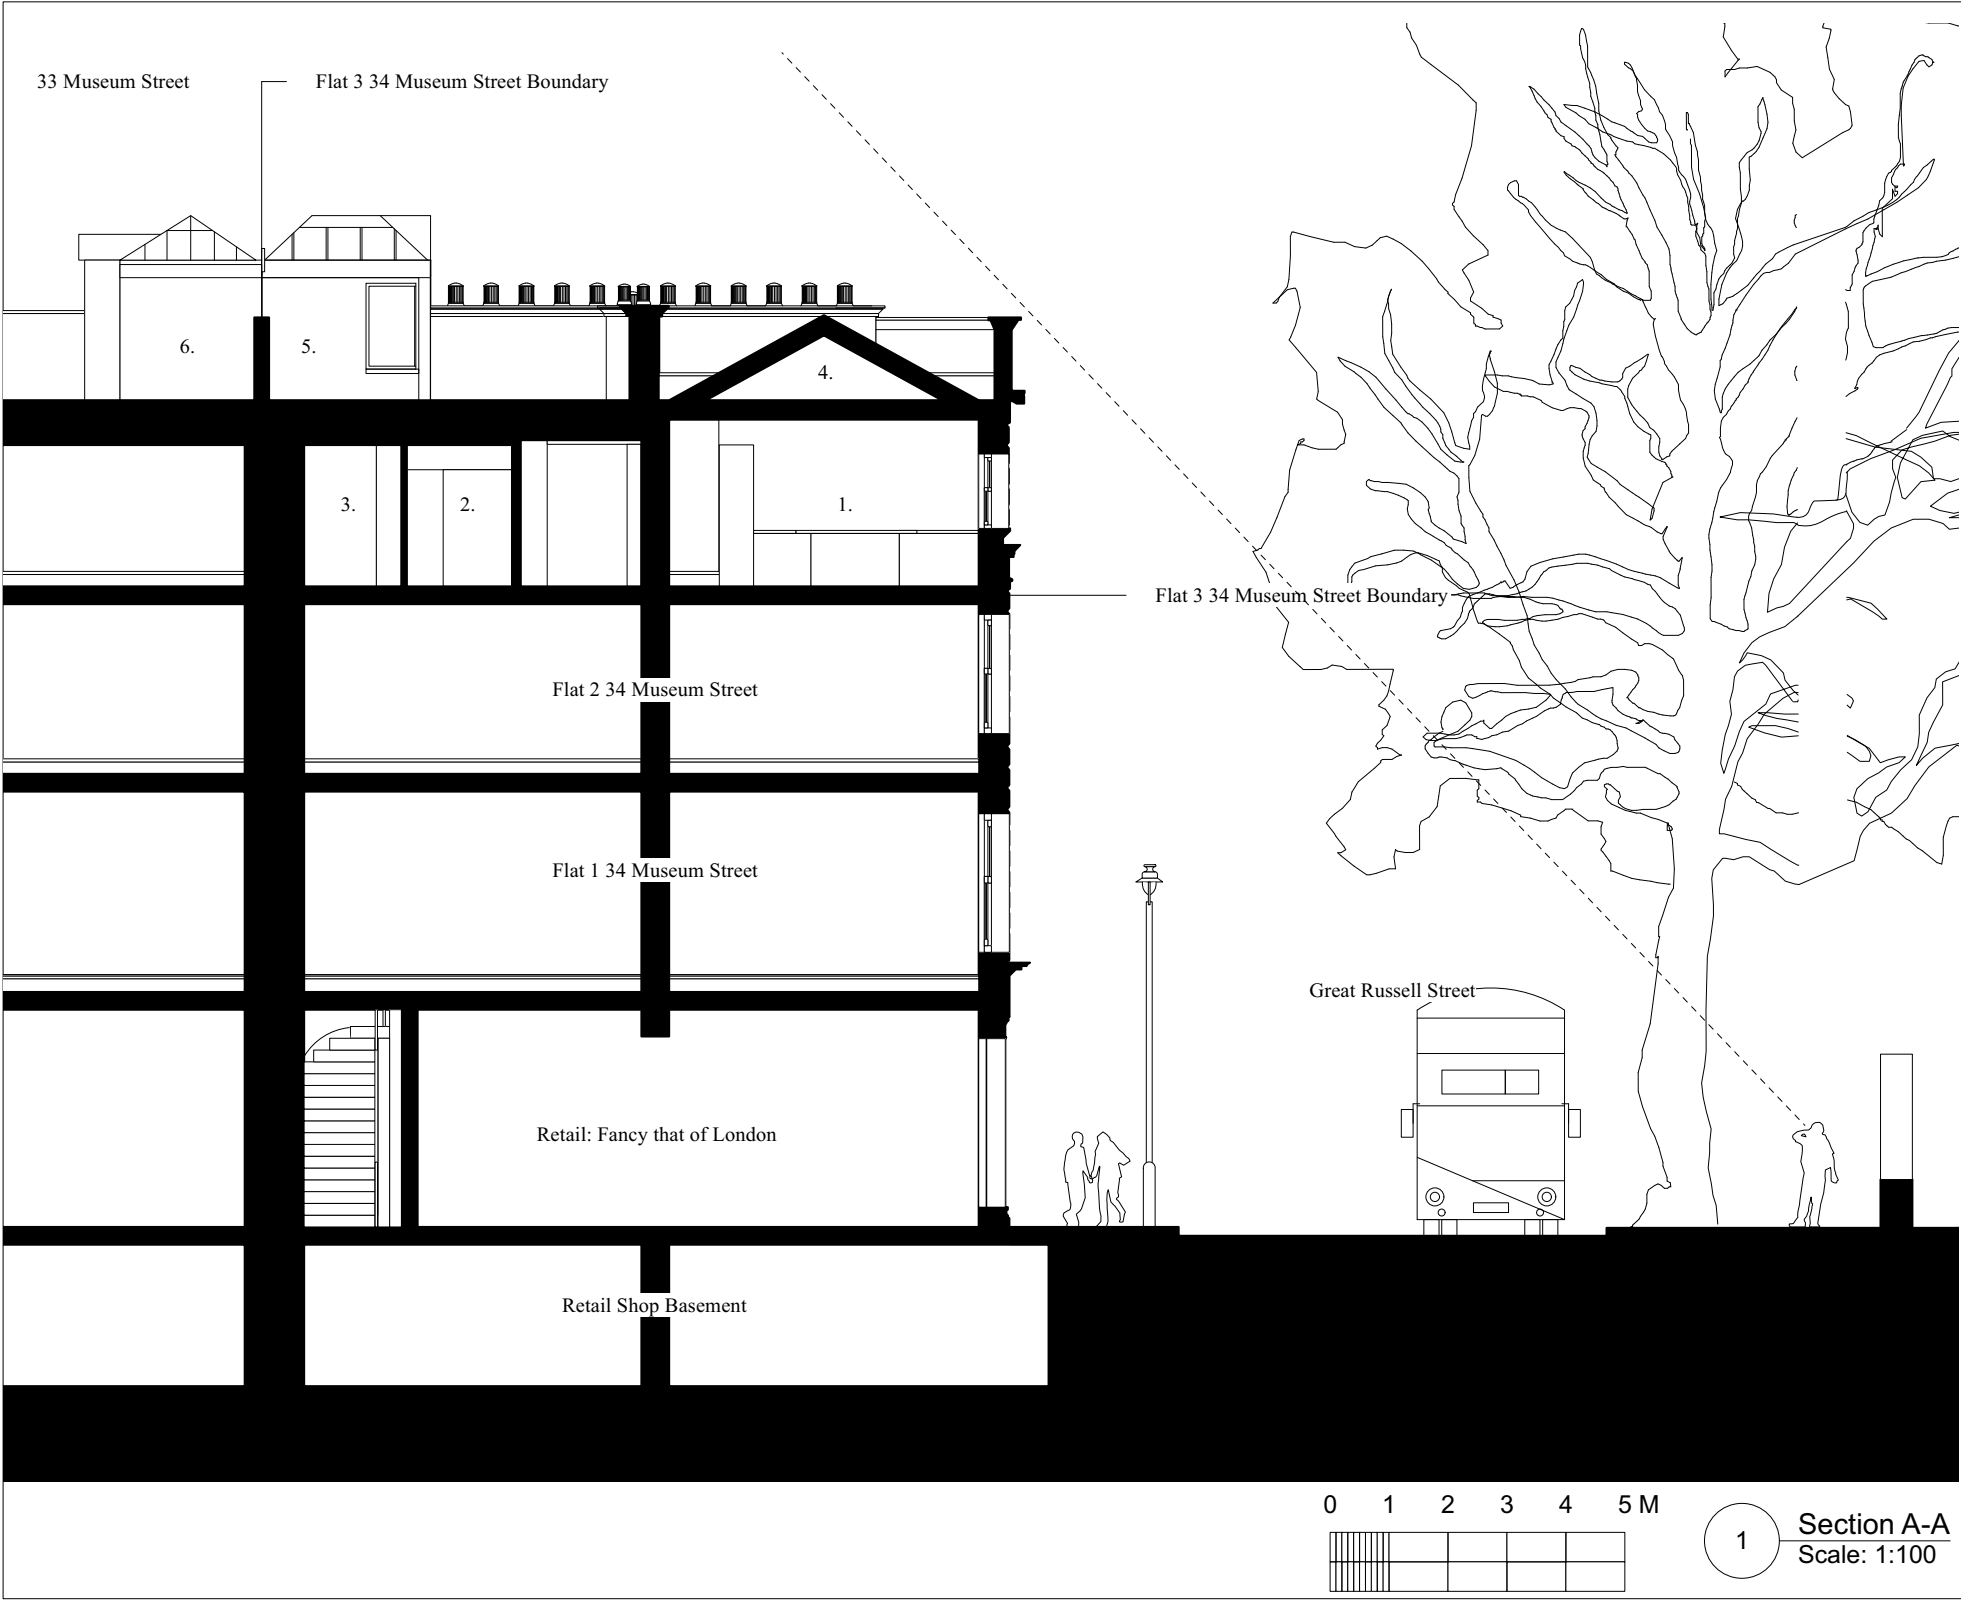 33 Museum Street
Flat 3 34 Museum Street Boundary
6.
5.
4.
3.
2.
1.
Flat 3 34 Museum Street Boundary
Flat 2 34 Museum Street
Flat 1 34 Museum Street
Great Russell Street
Retail: Fancy that of London
Retail Shop Basement
0 1 2 3 4 5 M
1
Section A-A
Scale: 1:100